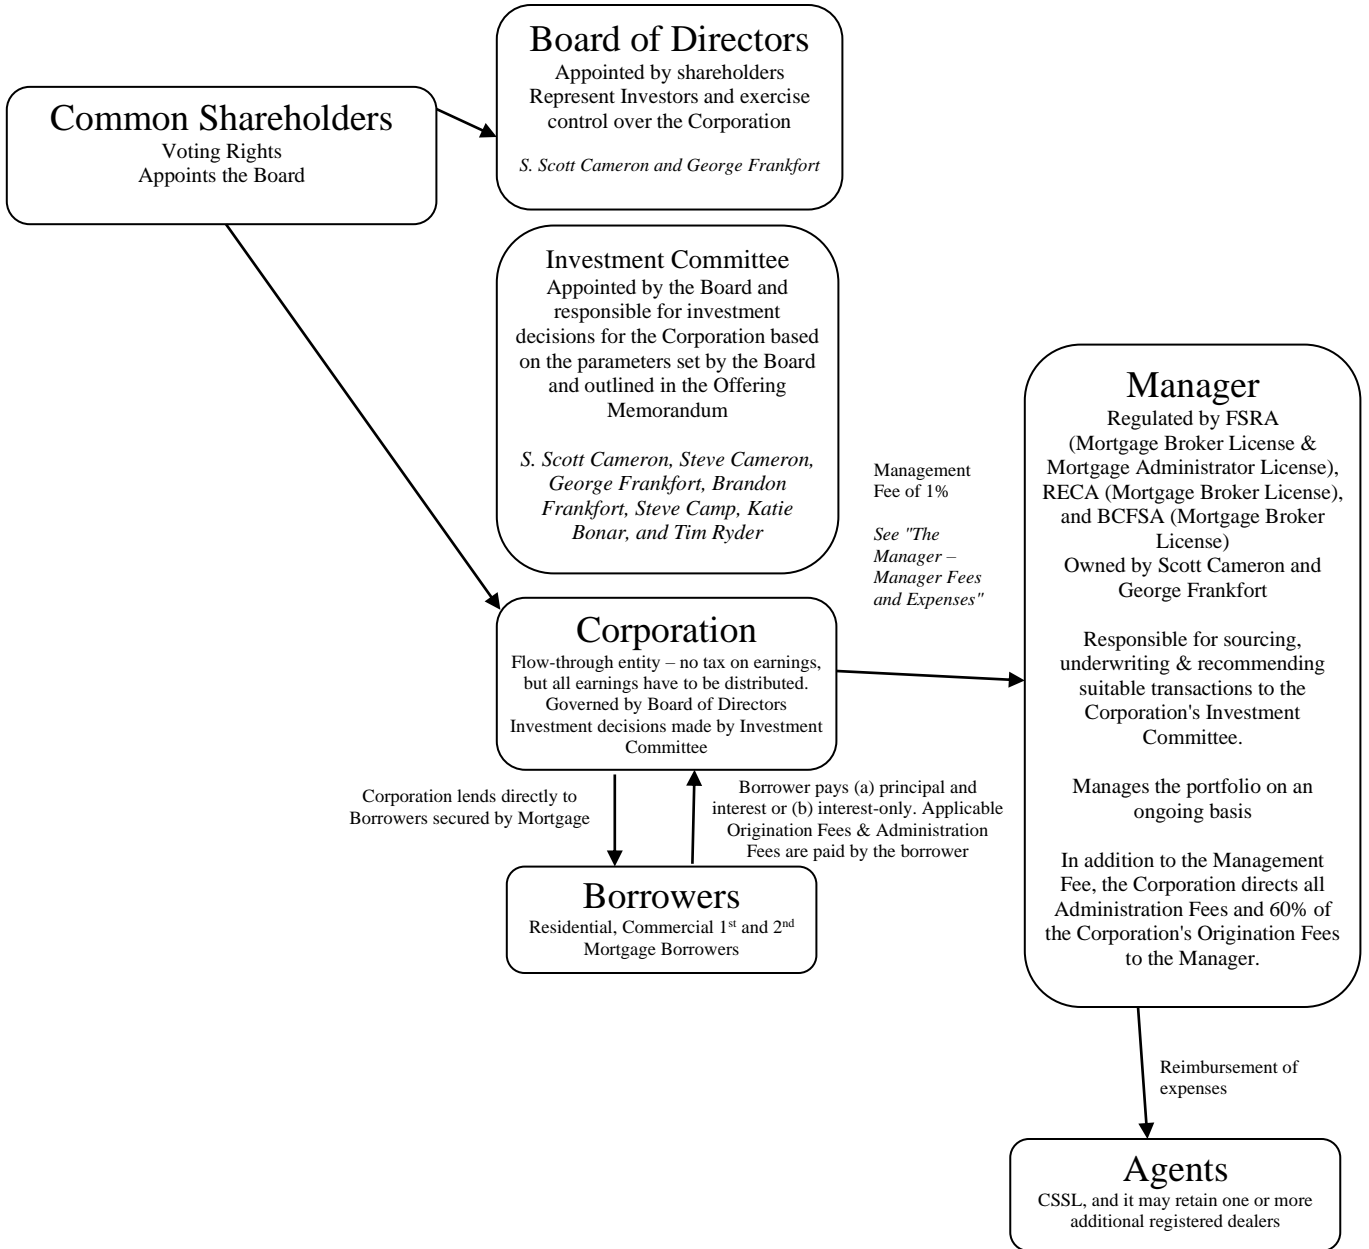 Board of Directors
Appointed by shareholders
Represent Investors and exercise
control over the Corporation
S. Scott Cameron and George Frankfort
Common Shareholders
Voting Rights
Appoints the Board
Investment Committee
Appointed by the Board and
responsible for investment
decisions for the Corporation based
on the parameters set by the Board
and outlined in the Offering
Memorandum
S. Scott Cameron, Steve Cameron,
George Frankfort, Brandon
Frankfort, Steve Camp, Katie
Bonar, and Tim Ryder
Management
Fee of 1%
See "The
Manager –
Manager Fees
and Expenses"
Manager
Regulated by FSRA
(Mortgage Broker License &
Mortgage Administrator License),
RECA (Mortgage Broker License),
and BCFSA (Mortgage Broker
License)
Owned by Scott Cameron and
George Frankfort
Responsible for sourcing,
underwriting & recommending
suitable transactions to the
Corporation's Investment
Committee.
Manages the portfolio on an
ongoing basis
In addition to the Management
Fee, the Corporation directs all
Administration Fees and 60% of
the Corporation's Origination Fees
to the Manager.
Corporation
Flow-through entity – no tax on earnings,
but all earnings have to be distributed.
Governed by Board of Directors
Investment decisions made by Investment
Committee
Corporation lends directly to
Borrowers secured by Mortgage
Borrower pays (a) principal and
interest or (b) interest-only. Applicable
Origination Fees & Administration
Fees are paid by the borrower
Borrowers
Residential, Commercial 1st and 2nd
Mortgage Borrowers
Reimbursement of
expenses
Agents
CSSL, and it may retain one or more
additional registered dealers